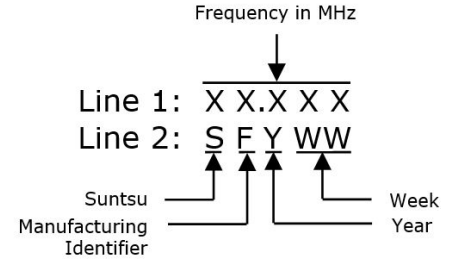 Frequency in MHz
Line 1: X X.X X X
Line 2: S F Y WW
Suntsu
Week
Manufacturing
Identifier
Year